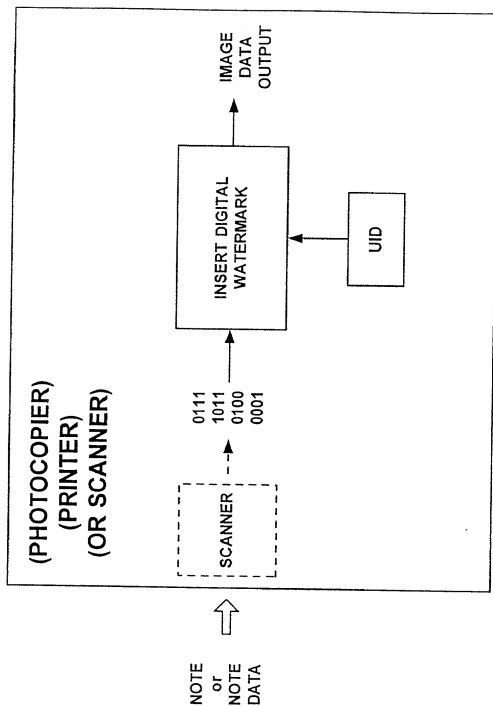 (PHOTOCOPIER)
(PRINTER)
(OR SCANNER)
NOTE
or
NOTE
DATA
SCANNER
0111
1011
0100
0001
INSERT DIGITAL
WATERMARK
UID
IMAGE
DATA
OUTPUT